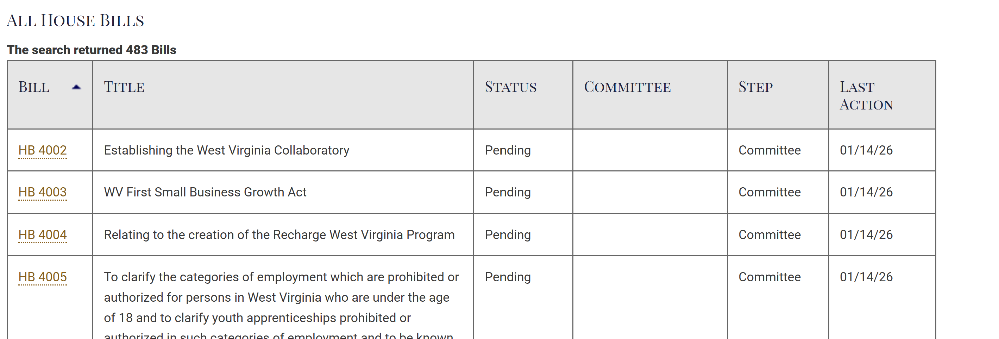 All House Bills
The search returned 483 Bills
Bill Title Status Committee Step Last
Action
HB 4002 Establishing the West Virginia Collaboratory Pending Committee 01/14/26
HB 4003 WV First Small Business Growth Act Pending Committee 01/14/26
HB 4004 Relating to the creation of the Recharge West Virginia Program Pending Committee 01/14/26
HB 4005 To clarify the categories of employment which are prohibited or Pending Committee 01/14/26
authorized for persons in West Virginia who are under the age
of 18 and to clarify youth apprenticeships prohibited or
authorized in such categories of employment and to be known